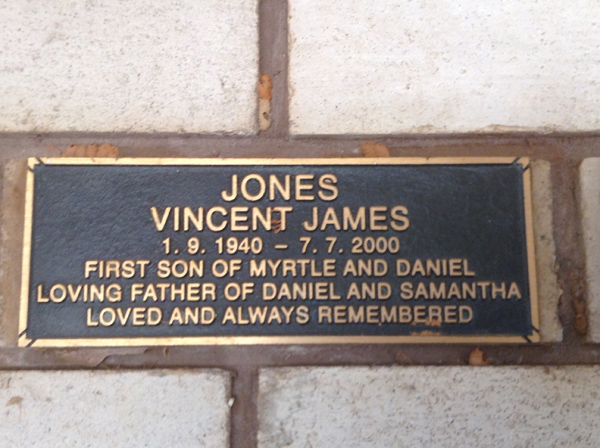 JONES
VINCENT JAMES
1. 9. 1940 – 7. 7. 2000
FIRST SON OF MYRTLE AND DANIEL
LOVING FATHER OF DANIEL AND SAMANTHA
LOVED AND ALWAYS REMEMBERED